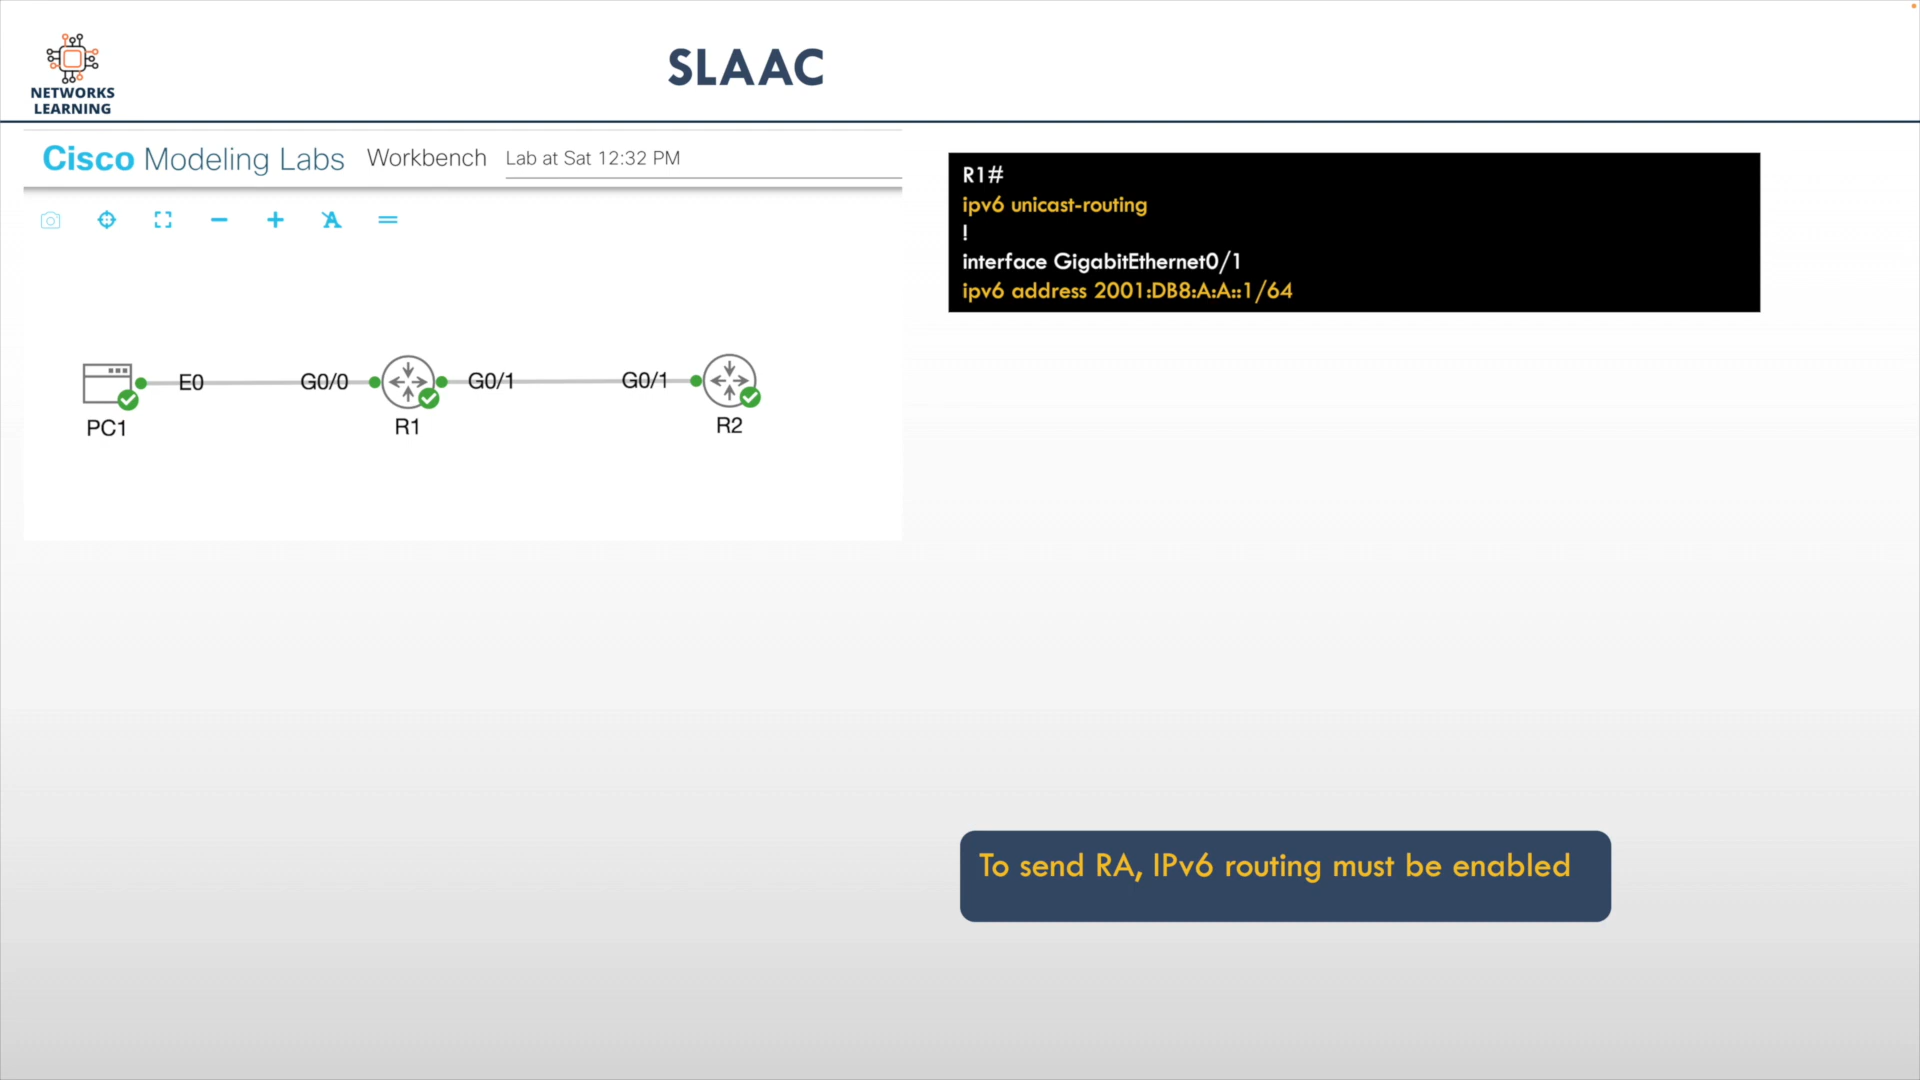 NETWORKS
LEARNING
SLAAC
Cisco Modeling Labs Workbench Lab at Sat 12:32 PM
R1#
ipv6 unicast-routing
!
interface GigabitEthernet0/1
ipv6 address 2001:DB8:A:A::1/64
E0 G0/0 G0/1 G0/1
PC1 R1 R2
To send RA, IPv6 routing must be enabled